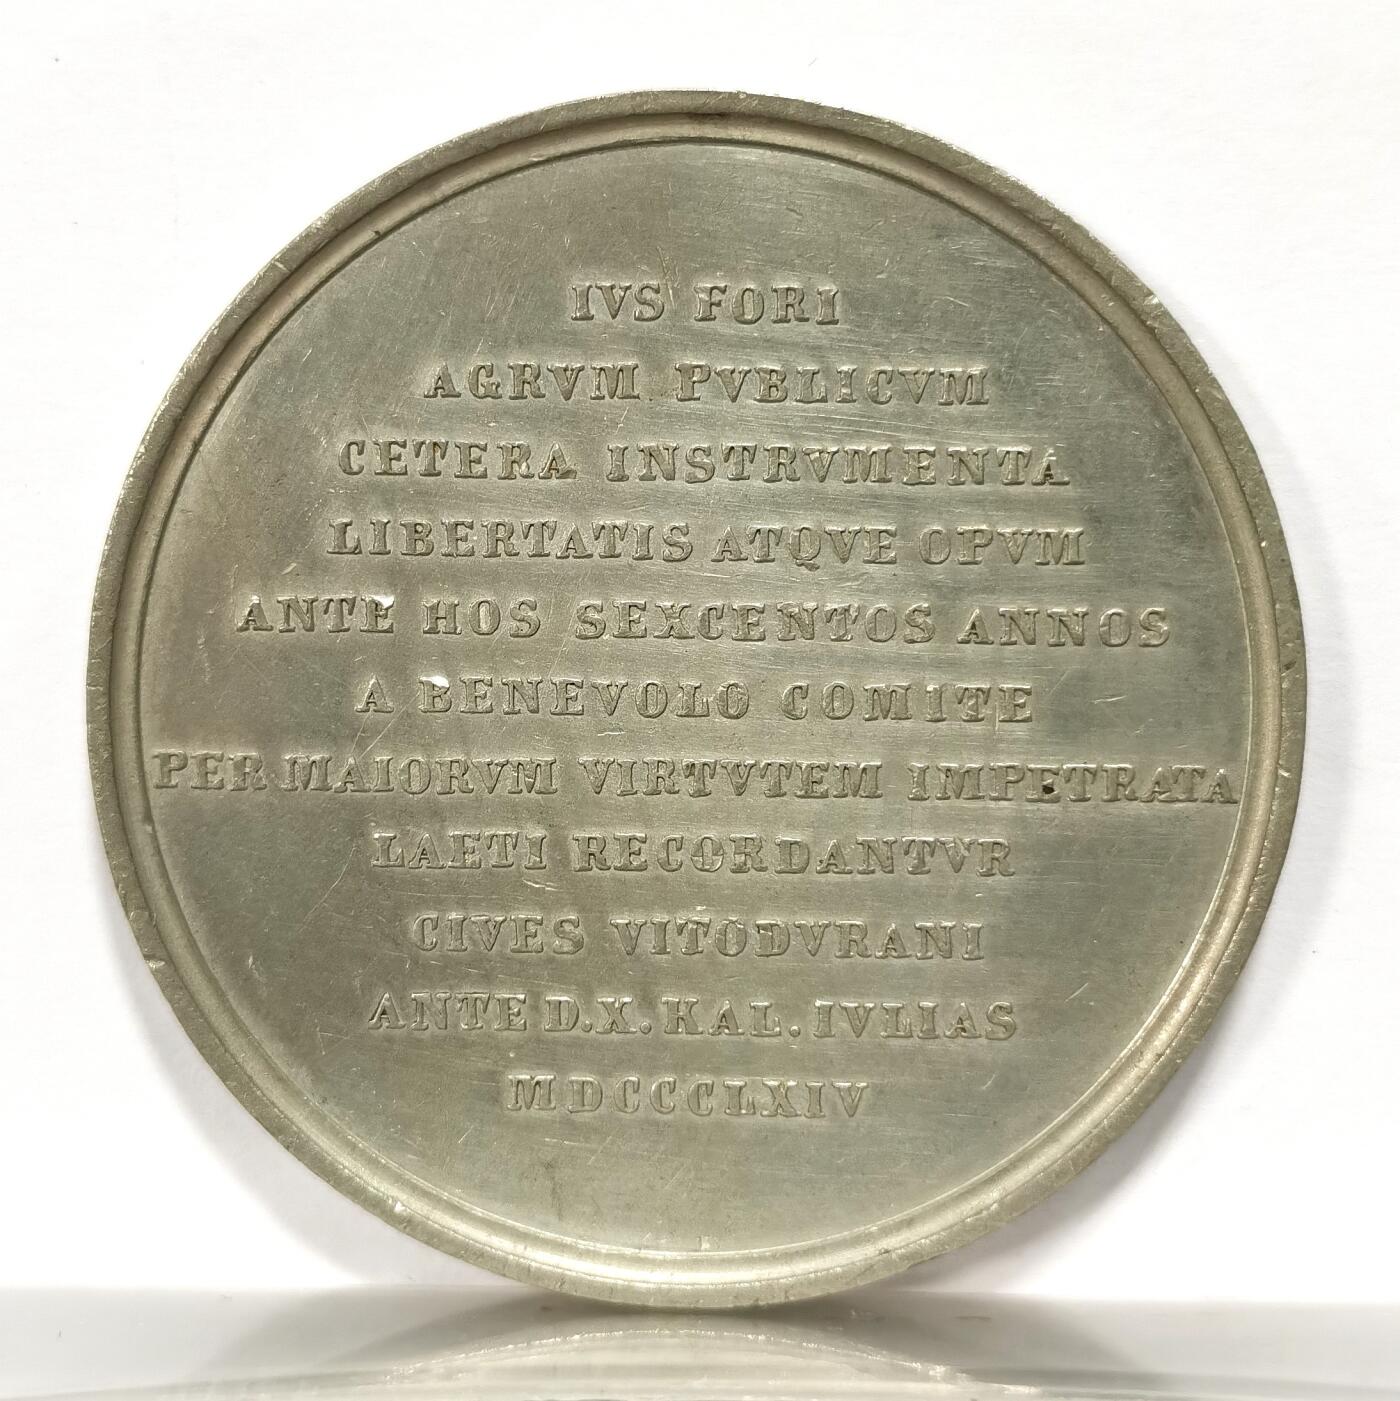 IVS FORI
AGRVM PVBLICVM
CETERA INSTRVMENTA
LIBERTATIS ATQVE OPVM
ANTE HOS SEXCENTOS ANNOS
A BENEVOLO COMITE
PER MAIORVM VIRTVTEM IMPETRATA
LAETI RECORDANTVR
CIVES VITODVRANI
ANTE D.X.KAL.IVLIAS
MDCCCLXIV